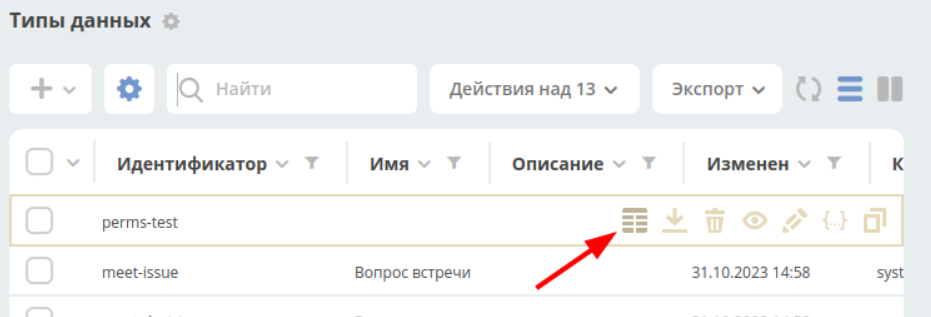 Типы данных
Найти
Действия над 13
Экспорт
Идентификатор Имя Описание Изменен К
perms-test
{...}
meet-issue Вопрос встречи 31.10.2023 14:58 syst